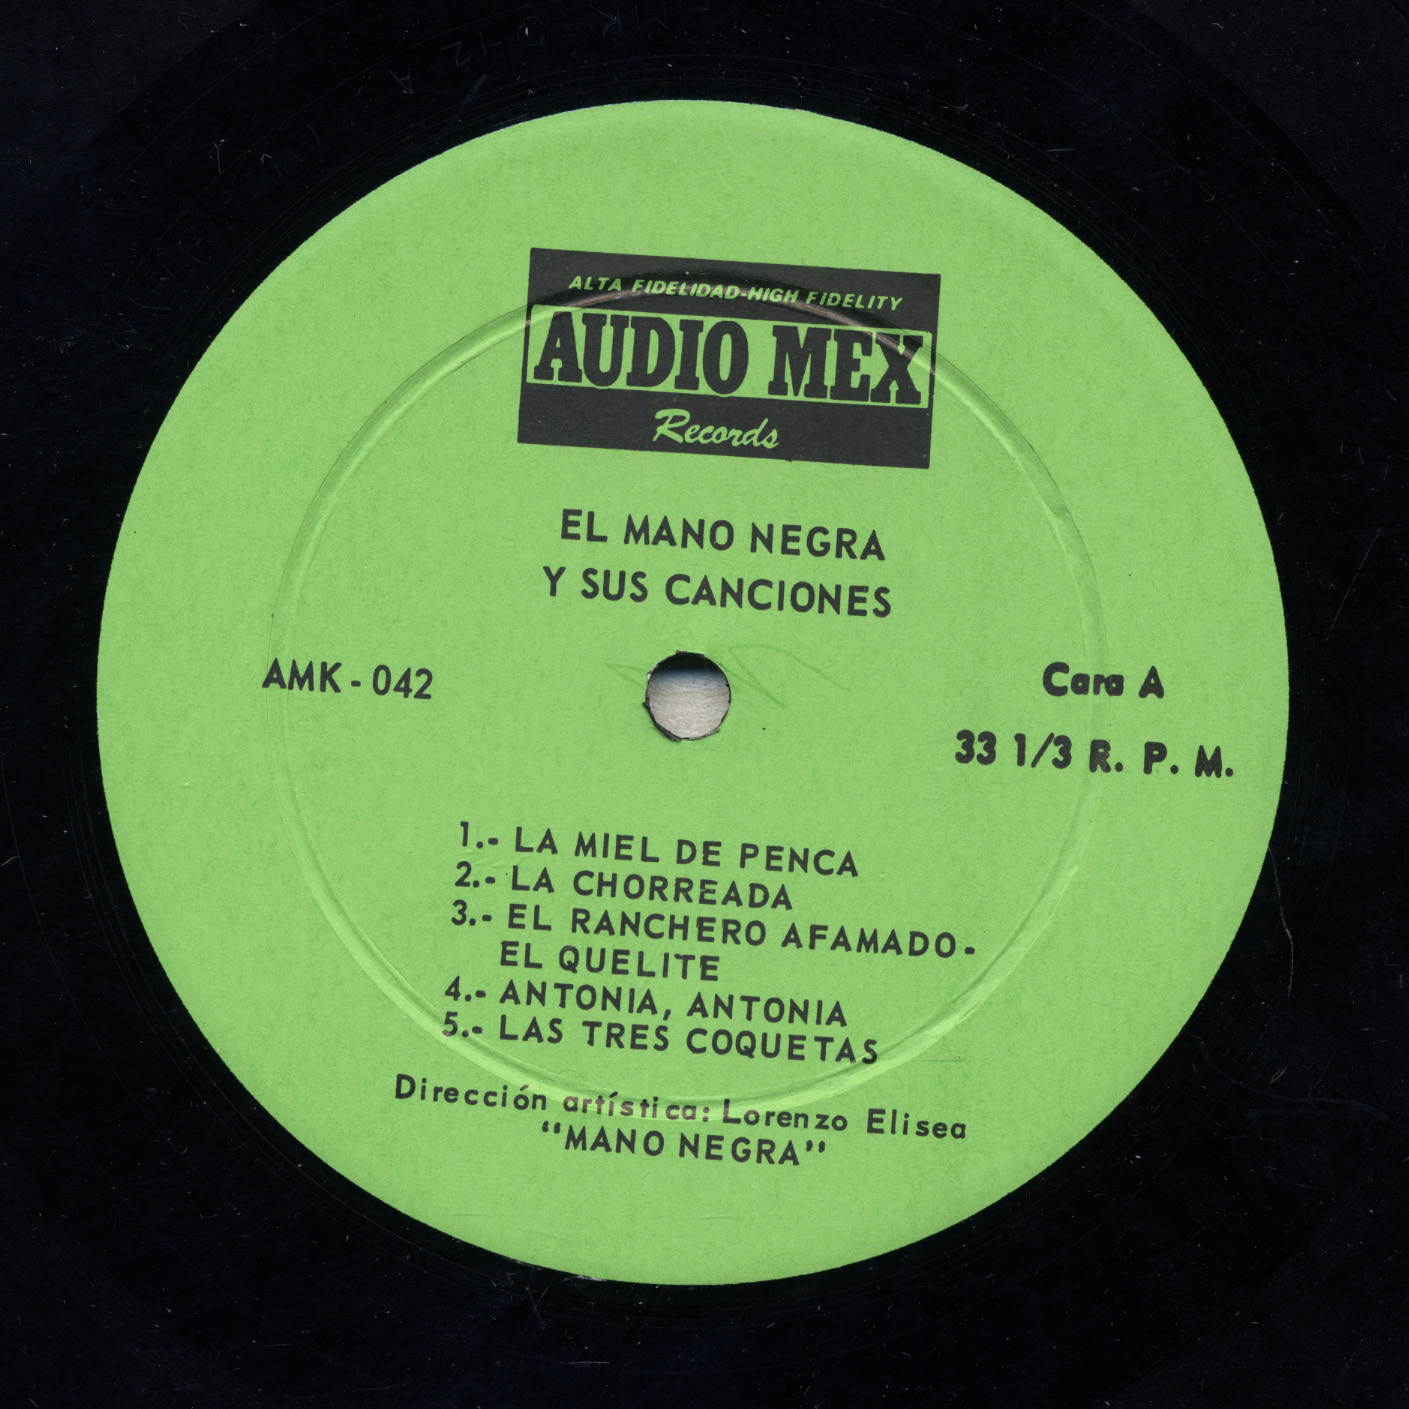 ALTA FIDELIDAD-HIGH FIDELITY
AUDIO MEX
Records
EL MANO NEGRA
Y SUS CANCIONES
AMK - 042
Cara A
33 1/3 R. P. M.
1.- LA MIEL DE PENCA
2.- LA CHORREADA
3.- EL RANCHERO AFAMADO-
EL QUELITE
4.- ANTONIA, ANTONIA
5.- LAS TRES COQUETAS
Dirección artística: Lorenzo Elisea
"MANO NEGRA"